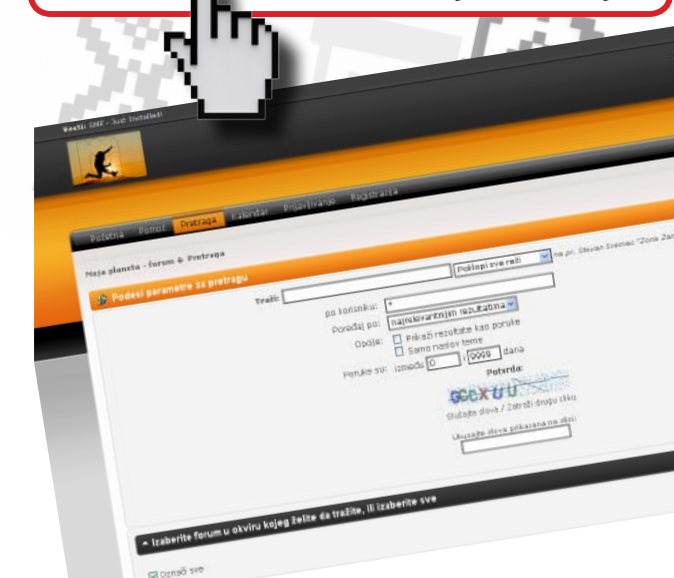 Vesti: SMF - Just Installed!
Početna Pomoć Pretraga Kalendar Prijavljivanje Registracija
Moja planeta - forum � Pretraga
Podesi parametre za pretragu
Traži: Poklopi sve reči na pr. Stevan Sremac "Zona
po korisniku: *
Poređaj po: najrelevantnijim rezultatima
Opcije: Prikaži rezultate kao poruke
Samo naslov teme
Poruke su: između 0 i 9999 dana
Potvrda:
Slušajte slova / Zatraži drugu sliku
Ukucajte slova prikazana na slici:
Izaberite forum u okviru kojeg želite da tražite, ili izaberite sve
Označi sve